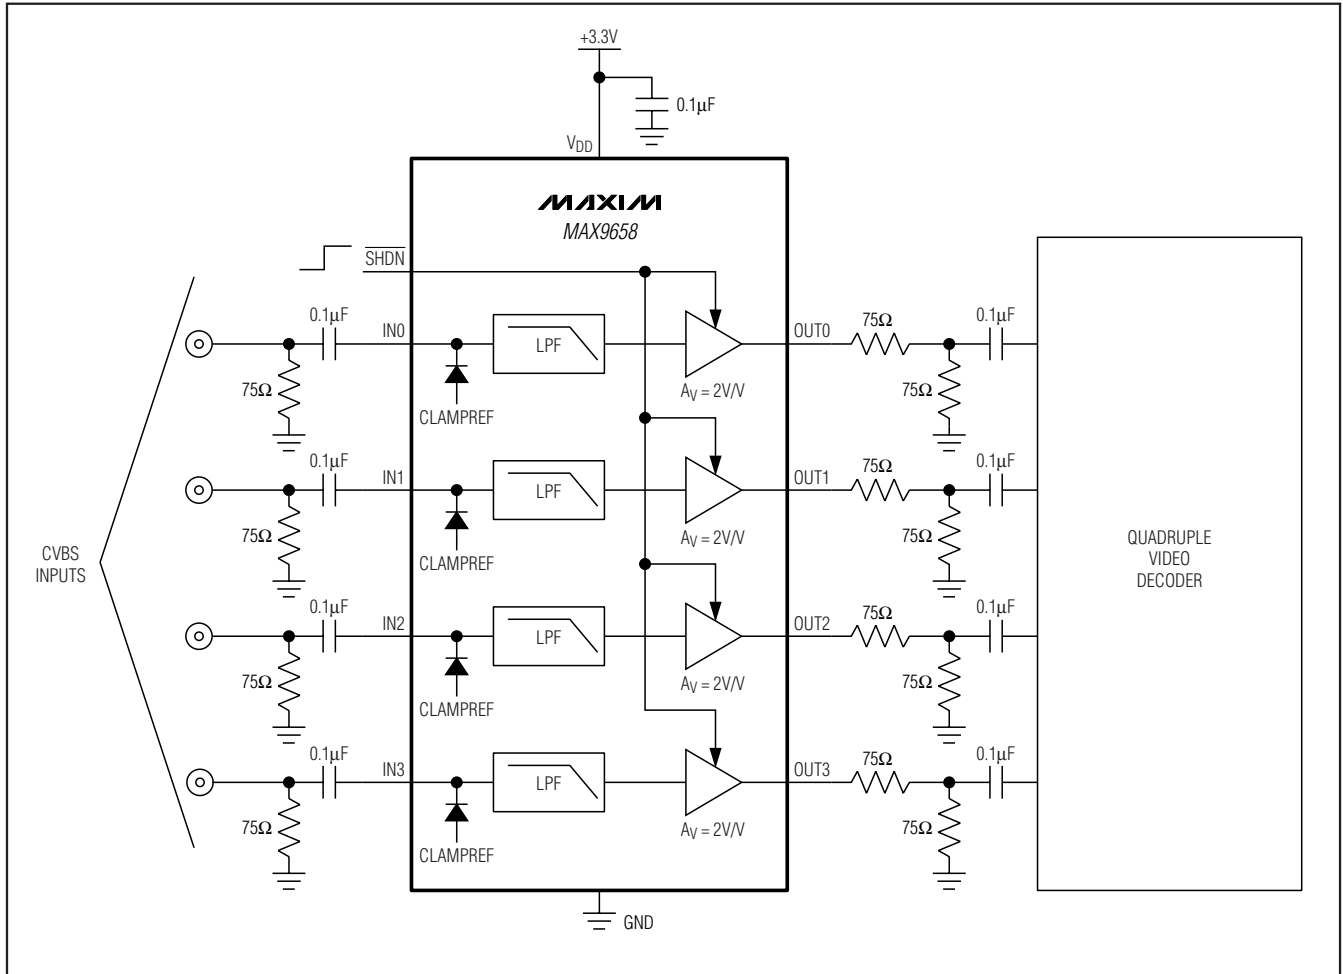 +3.3V
0.1µF
VDD
MAXIM
MAX9658
SHDN
0.1µF
IN0
LPF
OUT0
75Ω
0.1µF
75Ω
CLAMPREF
AV = 2V/V
75Ω
0.1µF
IN1
LPF
OUT1
75Ω
0.1µF
75Ω
CLAMPREF
AV = 2V/V
75Ω
CVBS
INPUTS
QUADRUPLE
VIDEO
DECODER
0.1µF
IN2
LPF
OUT2
75Ω
0.1µF
75Ω
CLAMPREF
AV = 2V/V
75Ω
0.1µF
IN3
LPF
OUT3
75Ω
0.1µF
75Ω
CLAMPREF
AV = 2V/V
75Ω
GND